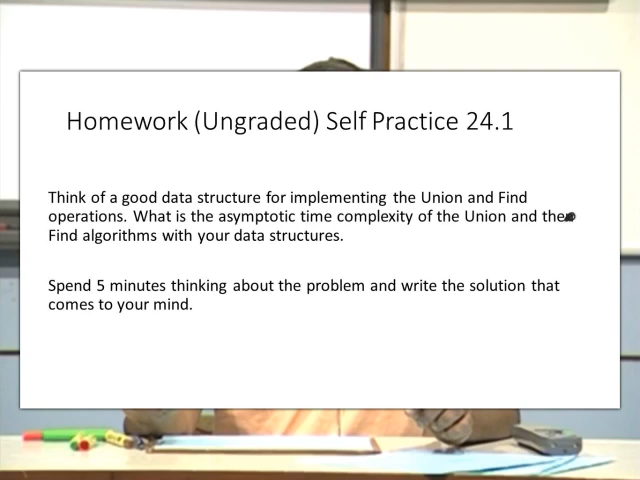 Homework (Ungraded) Self Practice 24.1
Think of a good data structure for implementing the Union and Find
operations. What is the asymptotic time complexity of the Union and the
Find algorithms with your data structures.
Spend 5 minutes thinking about the problem and write the solution that
comes to your mind.